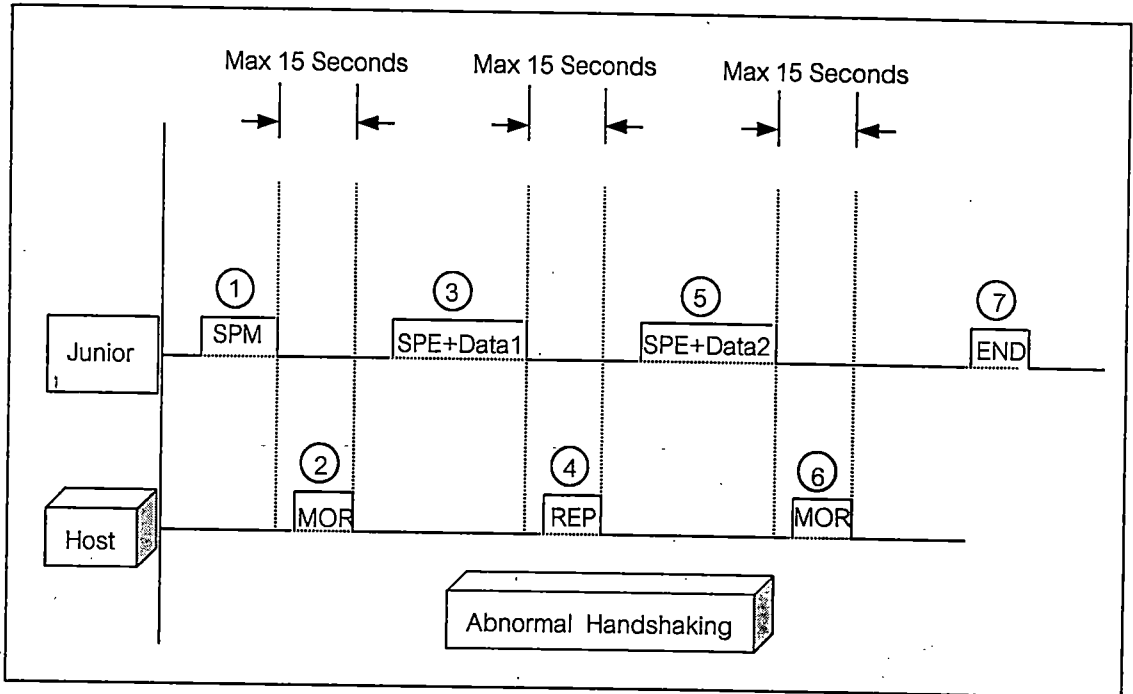 Max 15 Seconds Max 15 Seconds Max 15 Seconds
1 3 5 7
Junior SPM SPE+Data1 SPE+Data2 END
2 4 6
Host MOR REP MOR
Abnormal Handshaking